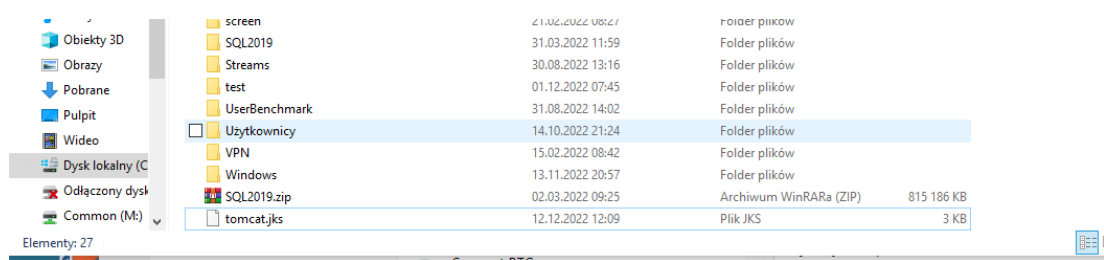 screen 21.02.2022 08:27 Folder plików
Obiekty 3D
SQL2019 31.03.2022 11:59 Folder plików
Obrazy
Streams 30.08.2022 13:16 Folder plików
Pobrane
test 01.12.2022 07:45 Folder plików
UserBenchmark 31.08.2022 14:02 Folder plików
Pulpit
Użytkownicy 14.10.2022 21:24 Folder plików
Wideo
VPN 15.02.2022 08:42 Folder plików
Dysk lokalny (C
Windows 13.11.2022 20:57 Folder plików
Odłączony dysk
SQL2019.zip 02.03.2022 09:25 Archiwum WinRARa (ZIP) 815 186 KB
Common (M:)
tomcat.jks 12.12.2022 12:09 Plik JKS 3 KB
Elementy: 27